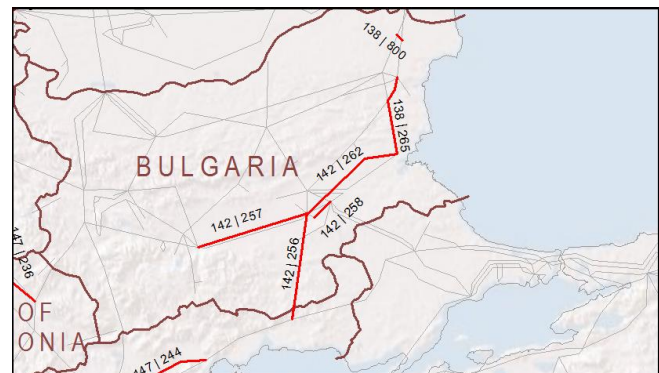 138 | 800
138 | 265
142 | 262
BULGARIA
142 | 258
142 | 257
142 | 256
147 | 236
OF
ONIA
147 | 244